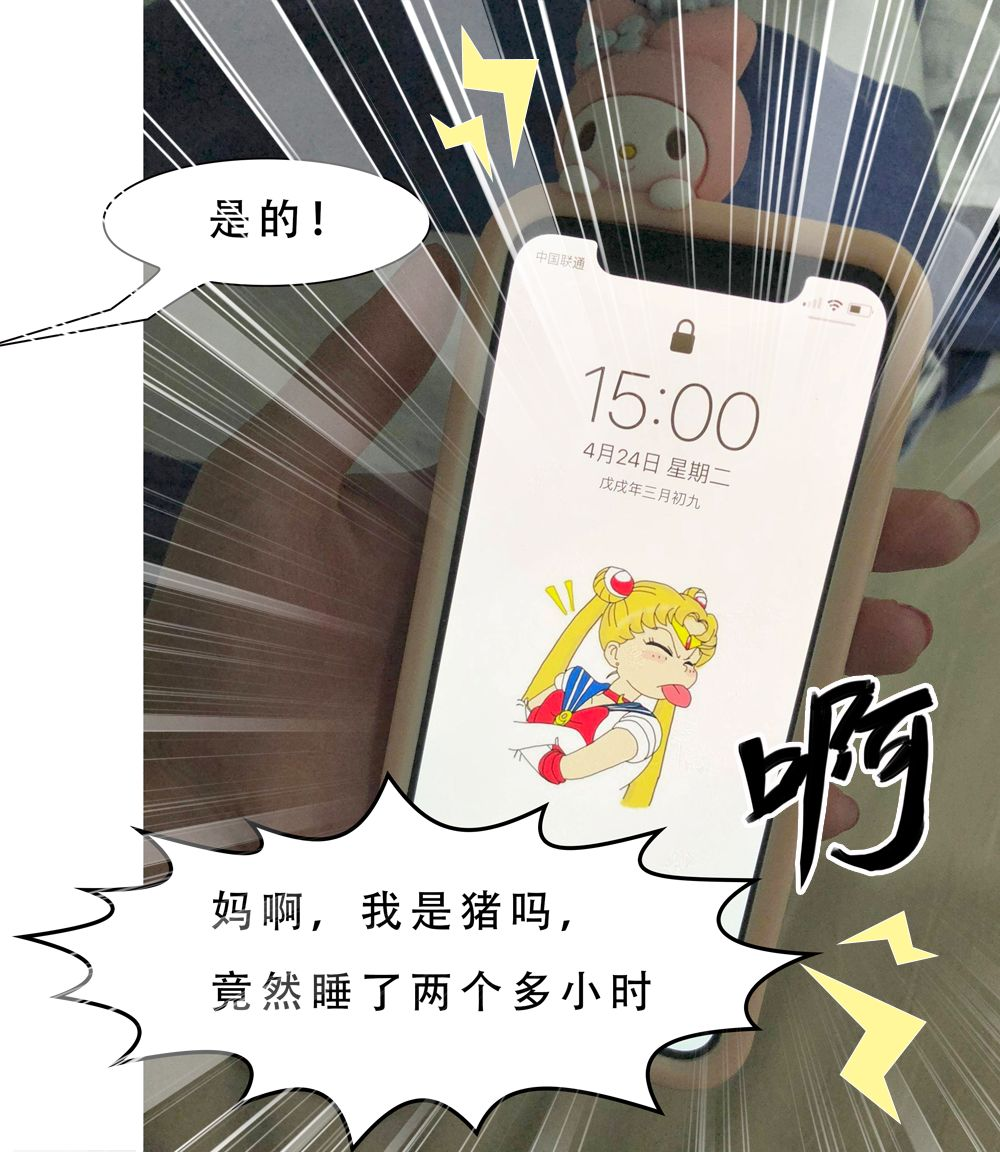 是的！
中国联通
15:00
4月24日 星期二
戊戌年三月初九
啊
妈啊，我是猪吗，
竟然睡了两个多小时